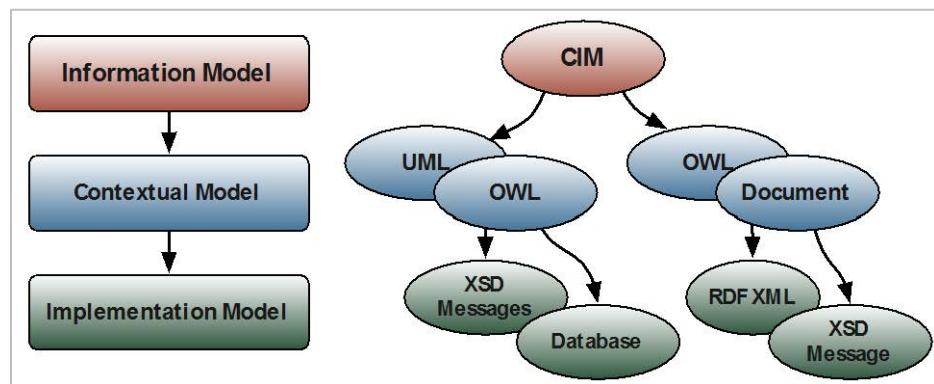 Information Model
Contextual Model
Implementation Model
CIM
UML
OWL
OWL
Document
XSD
Messages
Database
RDF XML
XSD
Message